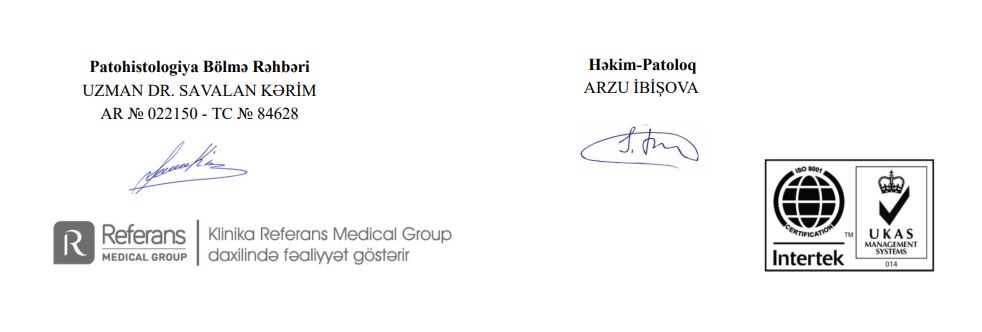 Patohistologiya Bölmə Rəhbəri
UZMAN DR. SAVALAN KƏRİM
AR № 022150 - TC № 84628
Həkim-Patoloq
ARZU İBİŞOVA
R Referans
MEDICAL GROUP
Klinika Referans Medical Group
daxilində fəaliyyət göstərir
ISO 9001
CERTIFICATION
TM
Intertek
UKAS
MANAGEMENT
SYSTEMS
014